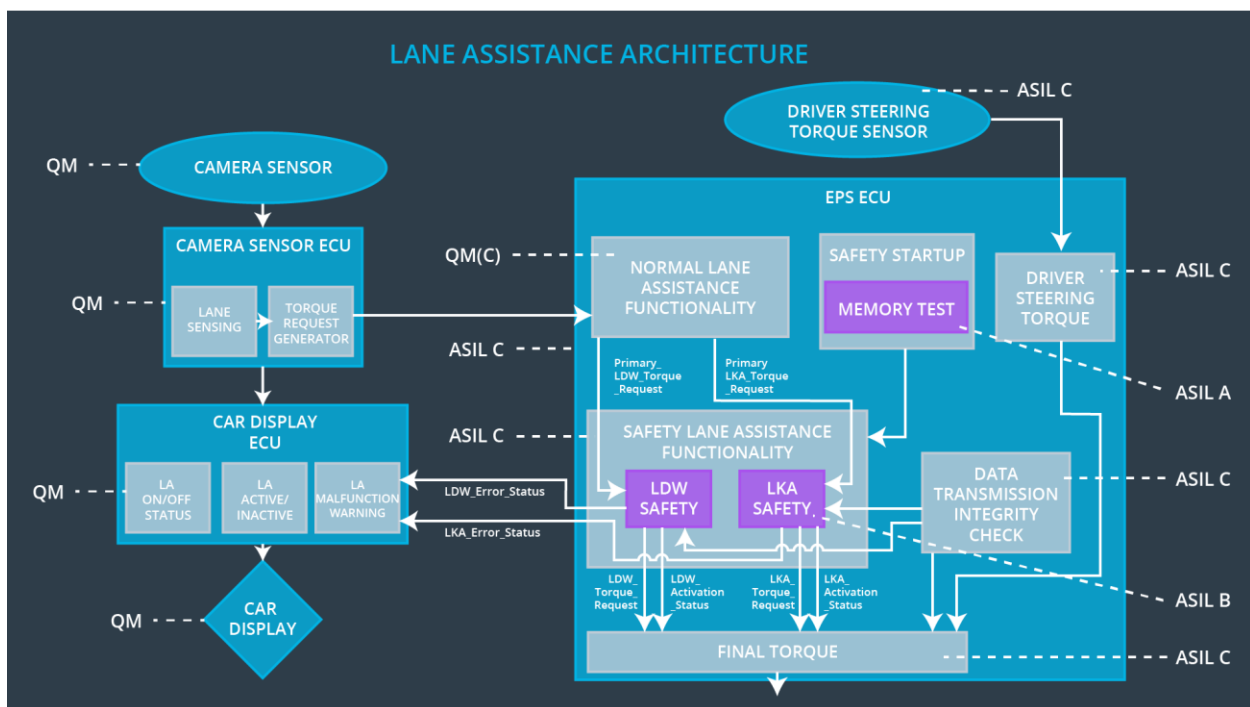 LANE ASSISTANCE ARCHITECTURE
ASIL C
DRIVER STEERING
TORQUE SENSOR
QM
CAMERA SENSOR
EPS ECU
CAMERA SENSOR ECU
QM
LANE
SENSING
TORQUE
REQUEST
GENERATOR
QM(C)
NORMAL LANE
ASSISTANCE
FUNCTIONALITY
SAFETY STARTUP
MEMORY TEST
DRIVER
STEERING
TORQUE
ASIL C
ASIL C
Primary_
LDW_Torque
_Request
Primary
LKA_Torque
_Request
ASIL A
CAR DISPLAY
ECU
QM
LA
ON/OFF
STATUS
LA
ACTIVE/
INACTIVE
LA
MALFUNCTION
WARNING
ASIL C
SAFETY LANE ASSISTANCE
FUNCTIONALITY
LDW
SAFETY
LKA
SAFETY
DATA
TRANSMISSION
INTEGRITY
CHECK
ASIL C
LDW_Error_Status
LKA_Error_Status
LDW_
Torque_
Request
LDW_
Activation
_Status
LKA_
Torque_
Request
LKA_
Activation
_Status
ASIL B
QM
CAR
DISPLAY
FINAL TORQUE
ASIL C